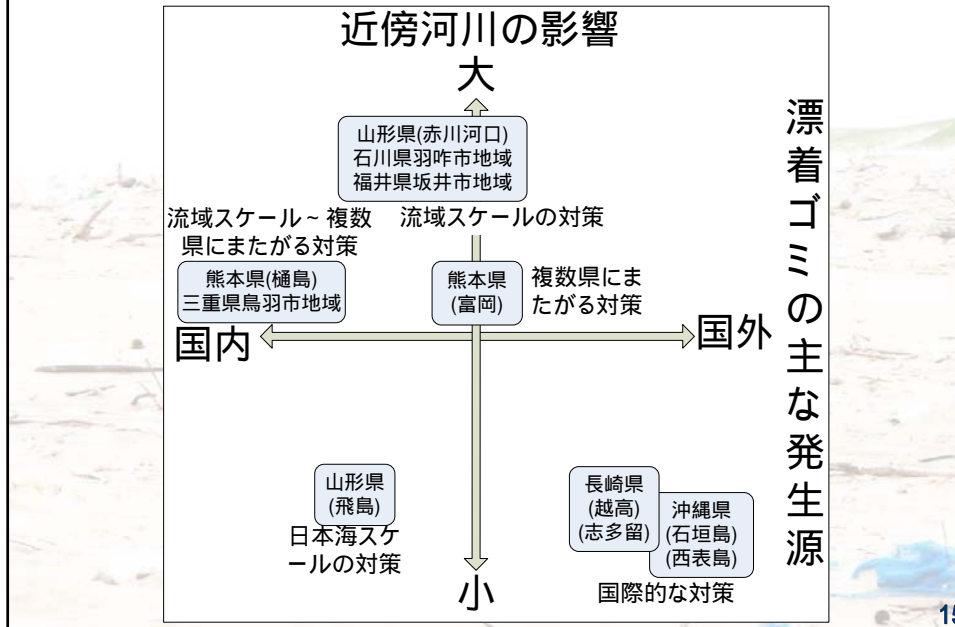 近傍河川の影響
大
山形県(赤川河口)
石川県羽咋市地域
福井県坂井市地域
流域スケール~複数
県にまたがる対策
流域スケールの対策
熊本県(樋島)
三重県鳥羽市地域
熊本県
(富岡)
複数県にま
たがる対策
国内
国外
漂着ゴミの主な発生源
山形県
(飛島)
日本海スケ
ールの対策
長崎県
(越高)
(志多留)
沖縄県
(石垣島)
(西表島)
国際的な対策
小
15